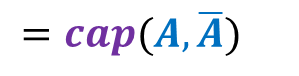 = cap(A, A̅)